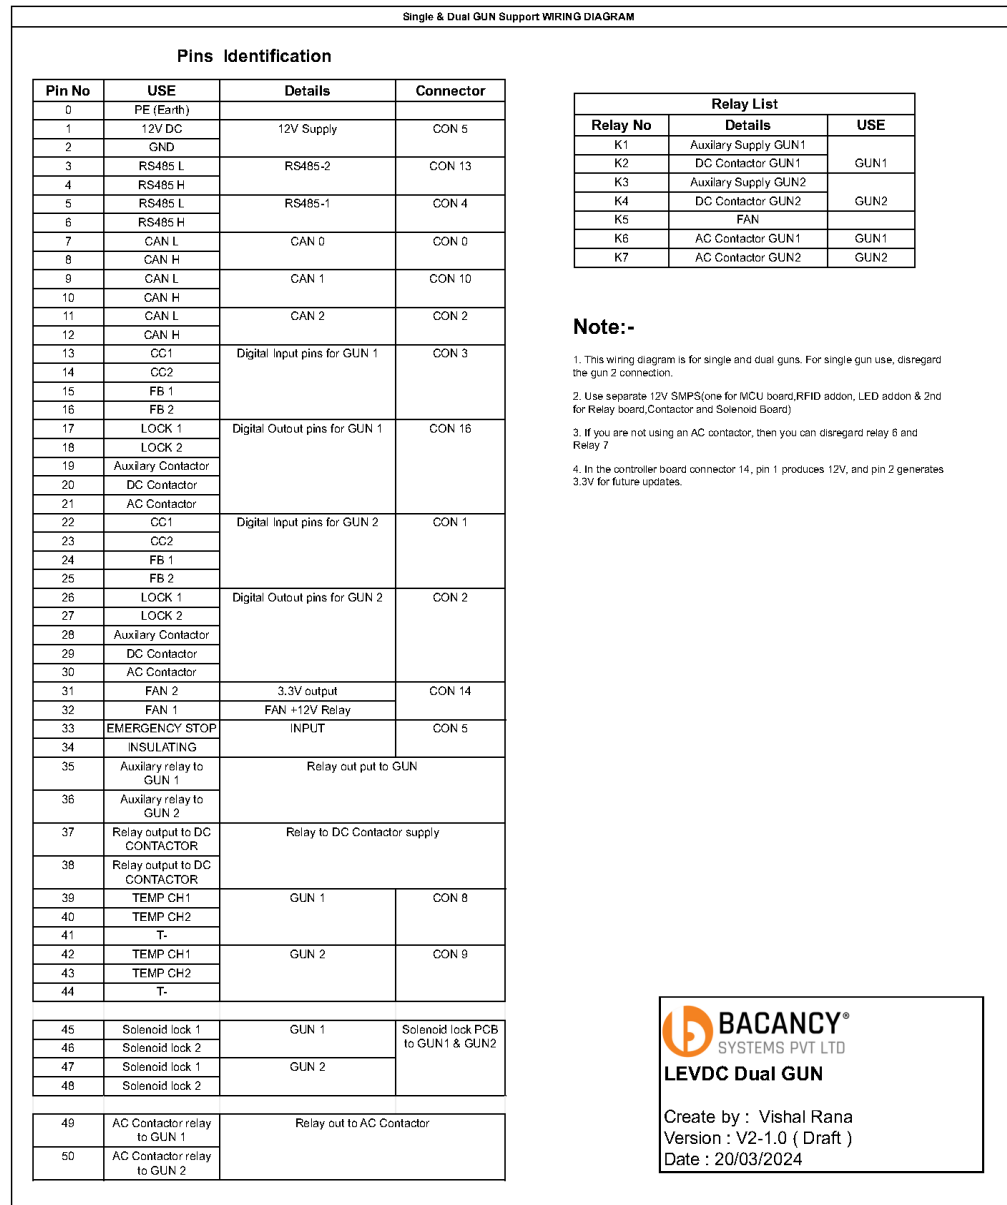 Single & Dual GUN Support WIRING DIAGRAM
Pins Identification
Pin No USE Details Connector
0 PE (Earth)
1 12V DC 12V Supply CON 5
2 GND
3 RS485 L RS485-2 CON 13
4 RS485 H
5 RS485 L RS485-1 CON 4
6 RS485 H
7 CAN L CAN 0 CON 0
8 CAN H
9 CAN L CAN 1 CON 10
10 CAN H
11 CAN L CAN 2 CON 2
12 CAN H
13 CC1 Digital Input pins for GUN 1 CON 3
14 CC2
15 FB 1
16 FB 2
17 LOCK 1 Digital Outout pins for GUN 1 CON 16
18 LOCK 2
19 Auxilary Contactor
20 DC Contactor
21 AC Contactor
22 CC1 Digital Input pins for GUN 2 CON 1
23 CC2
24 FB 1
25 FB 2
26 LOCK 1 Digital Outout pins for GUN 2 CON 2
27 LOCK 2
28 Auxilary Contactor
29 DC Contactor
30 AC Contactor
31 FAN 2 3.3V output CON 14
32 FAN 1 FAN +12V Relay
33 EMERGENCY STOP INPUT CON 5
34 INSULATING
35 Auxilary relay to Relay out put to GUN
GUN 1
36 Auxilary relay to
GUN 2
37 Relay output to DC Relay to DC Contactor supply
CONTACTOR
38 Relay output to DC
CONTACTOR
39 TEMP CH1 GUN 1 CON 8
40 TEMP CH2
41 T-
42 TEMP CH1 GUN 2 CON 9
43 TEMP CH2
44 T-
45 Solenoid lock 1 GUN 1 Solenoid lock PCB
46 Solenoid lock 2 to GUN1 & GUN2
47 Solenoid lock 1 GUN 2
48 Solenoid lock 2
49 AC Contactor relay Relay out to AC Contactor
to GUN 1
50 AC Contactor relay
to GUN 2
Relay List
Relay No Details USE
K1 Auxilary Supply GUN1
K2 DC Contactor GUN1 GUN1
K3 Auxilary Supply GUN2
K4 DC Contactor GUN2 GUN2
K5 FAN
K6 AC Contactor GUN1 GUN1
K7 AC Contactor GUN2 GUN2
Note:-
1. This wiring diagram is for single and dual guns. For single gun use, disregard
the gun 2 connection.
2. Use separate 12V SMPS(one for MCU board,RFID addon, LED addon & 2nd
for Relay board,Contactor and Solenoid Board)
3. If you are not using an AC contactor, then you can disregard relay 6 and
Relay 7
4. In the controller board connector 14, pin 1 produces 12V, and pin 2 generates
3.3V for future updates.
BACANCY®
SYSTEMS PVT LTD
LEVDC Dual GUN
Create by : Vishal Rana
Version : V2-1.0 ( Draft )
Date : 20/03/2024